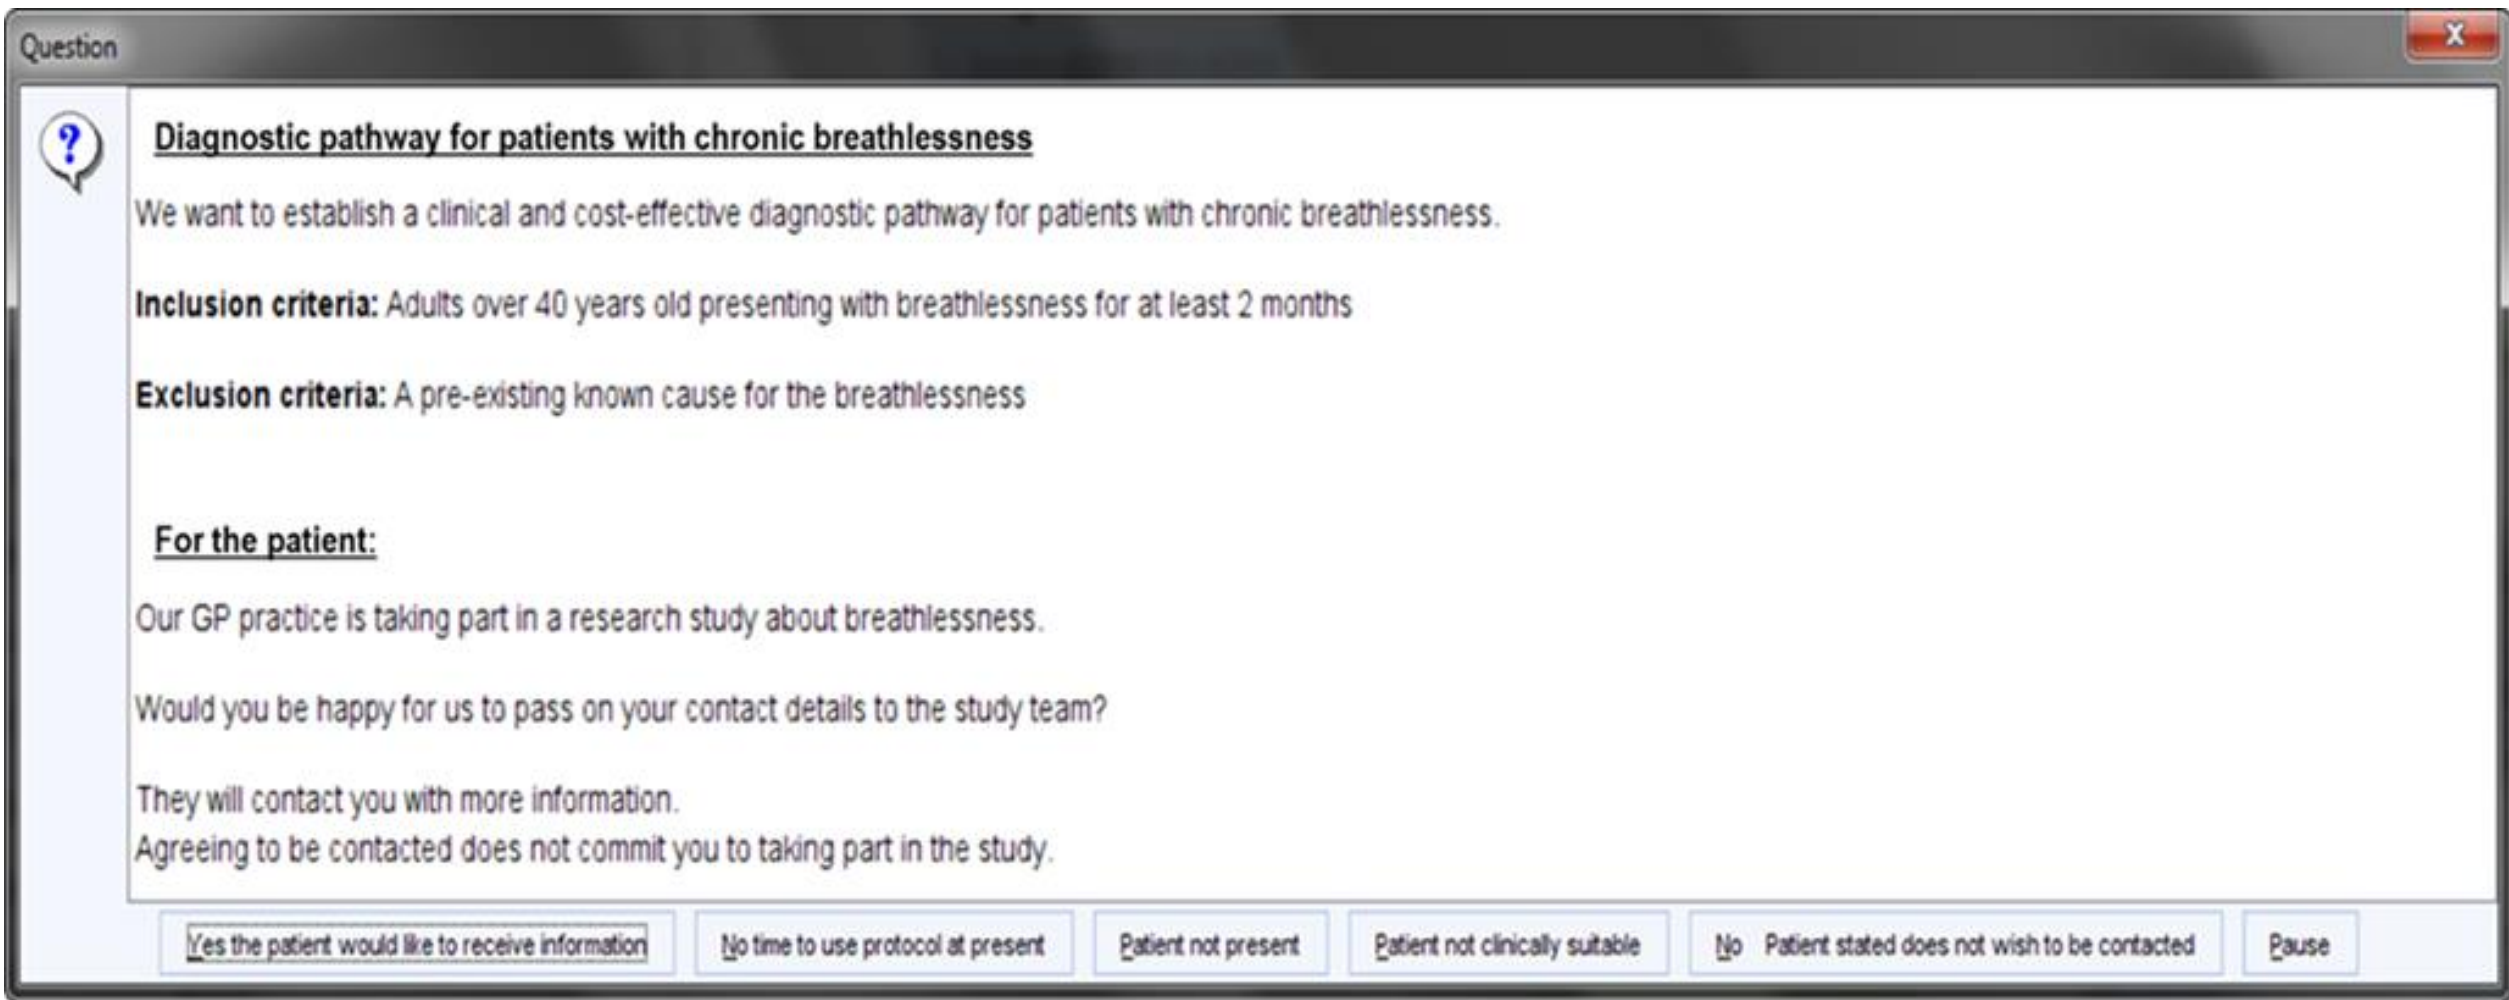 Question
X
?
Diagnostic pathway for patients with chronic breathlessness
We want to establish a clinical and cost-effective diagnostic pathway for patients with chronic breathlessness.
Inclusion criteria: Adults over 40 years old presenting with breathlessness for at least 2 months
Exclusion criteria: A pre-existing known cause for the breathlessness
For the patient:
Our GP practice is taking part in a research study about breathlessness.
Would you be happy for us to pass on your contact details to the study team?
They will contact you with more information.
Agreeing to be contacted does not commit you to taking part in the study.
Yes the patient would like to receive information
No time to use protocol at present
Patient not present
Patient not clinically suitable
No Patient stated does not wish to be contacted
Pause